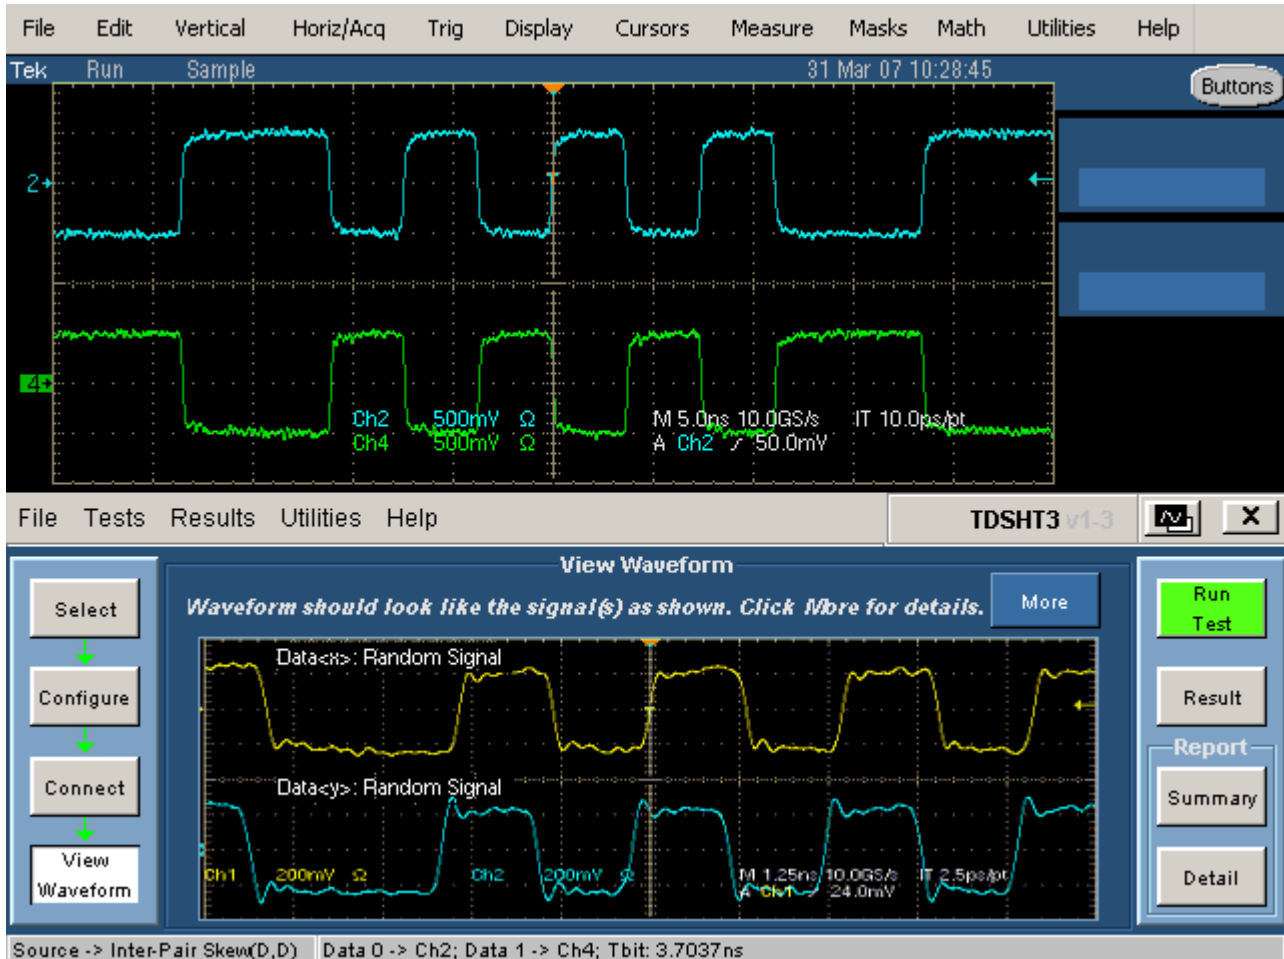 File Edit Vertical Horiz/Acq Trig Display Cursors Measure Masks Math Utilities Help
Tek Run Sample 31 Mar 07 10:28:45
Buttons
2
4
Ch2 500mV Ω M 5.0ns 10.0GS/s IT 10.0ps/pt
Ch4 500mV Ω A Ch2 50.0mV
File Tests Results Utilities Help TDSHT3 v1-3 X
View Waveform
Waveform should look like the signal(s) as shown. Click More for details. More
Select
Configure
Connect
View
Waveform
Data<x>: Random Signal
Data<y>: Random Signal
Ch1 200mV Ω Ch2 200mV Ω M 1.25ns 10.0GS/s IT 2.5ps/pt
A Ch1 24.0mV
Run
Test
Result
Report
Summary
Detail
Source -> Inter-Pair Skew(D,D) Data 0 -> Ch2; Data 1 -> Ch4; Tbit: 3.7037ns